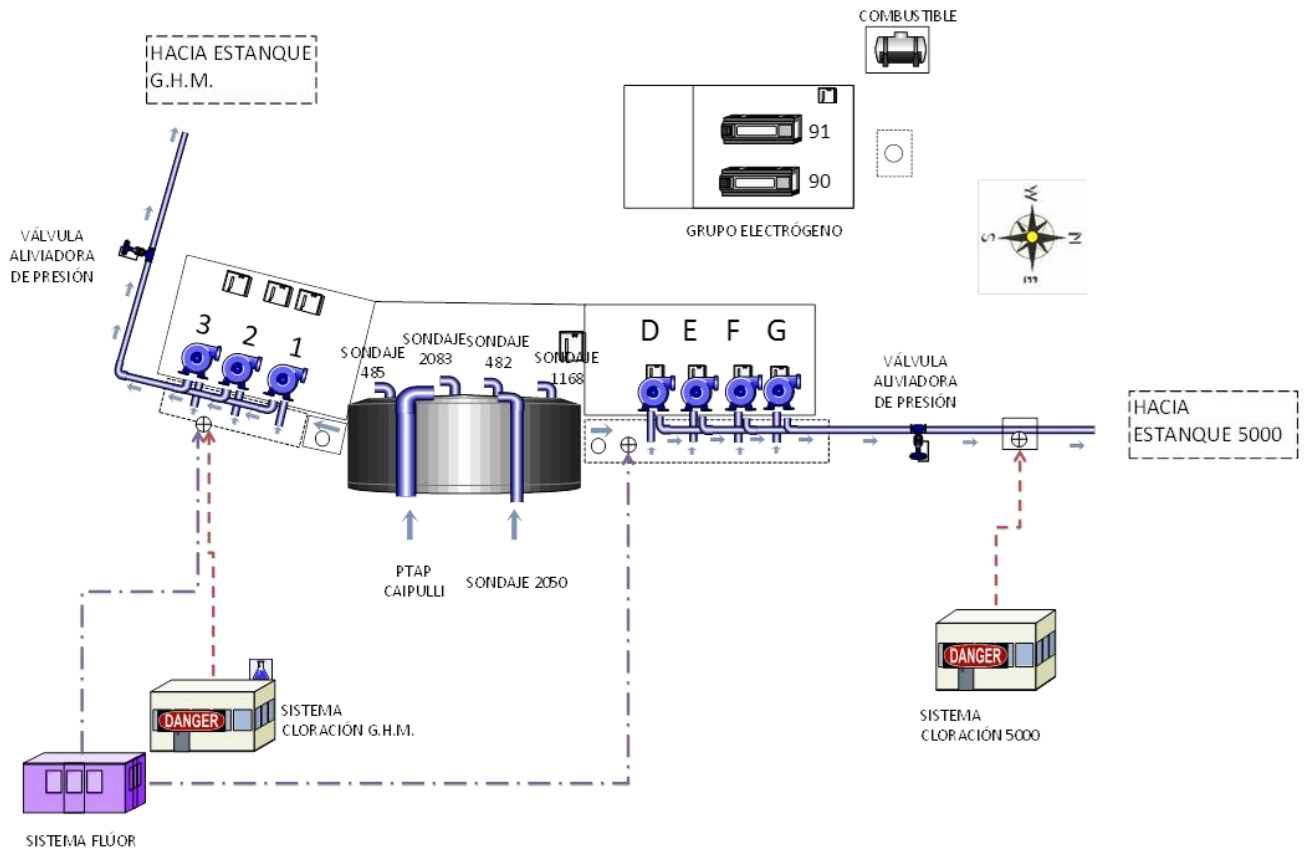 COMBUSTIBLE
HACIA ESTANQUE
G.H.M.
91
90
GRUPO ELECTRÓGENO
W
S
N
E
VÁLVULA
ALIVIADORA
DE PRESIÓN
3
2
1
SONDAJE
485
SONDAJE
2083
SONDAJE
482
SONDAJE
1168
D
E
F
G
VÁLVULA
ALIVIADORA
DE PRESIÓN
HACIA
ESTANQUE 5000
PTAP
CAIPULLI
SONDAJE 2050
DANGER
SISTEMA
CLORACIÓN 5000
DANGER
SISTEMA
CLORACIÓN G.H.M.
SISTEMA FLÚOR